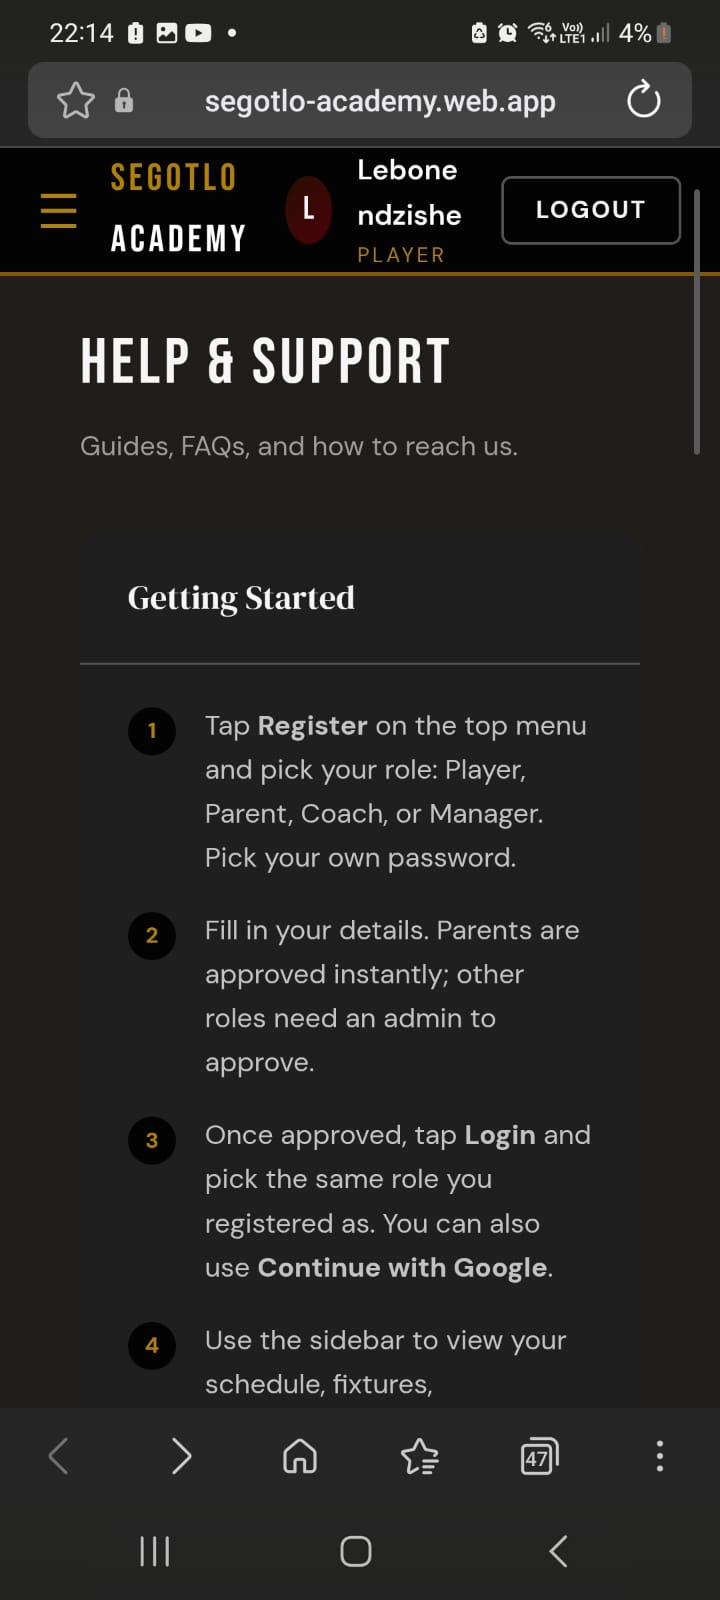 22:14
Vo)) LTE1 4%
segotlo-academy.web.app
SEGOTLO
ACADEMY
L
Lebone
ndzishe
PLAYER
LOGOUT
HELP & SUPPORT
Guides, FAQs, and how to reach us.
Getting Started
1 Tap Register on the top menu
and pick your role: Player,
Parent, Coach, or Manager.
Pick your own password.
2 Fill in your details. Parents are
approved instantly; other
roles need an admin to
approve.
3 Once approved, tap Login and
pick the same role you
registered as. You can also
use Continue with Google.
4 Use the sidebar to view your
schedule, fixtures,
47